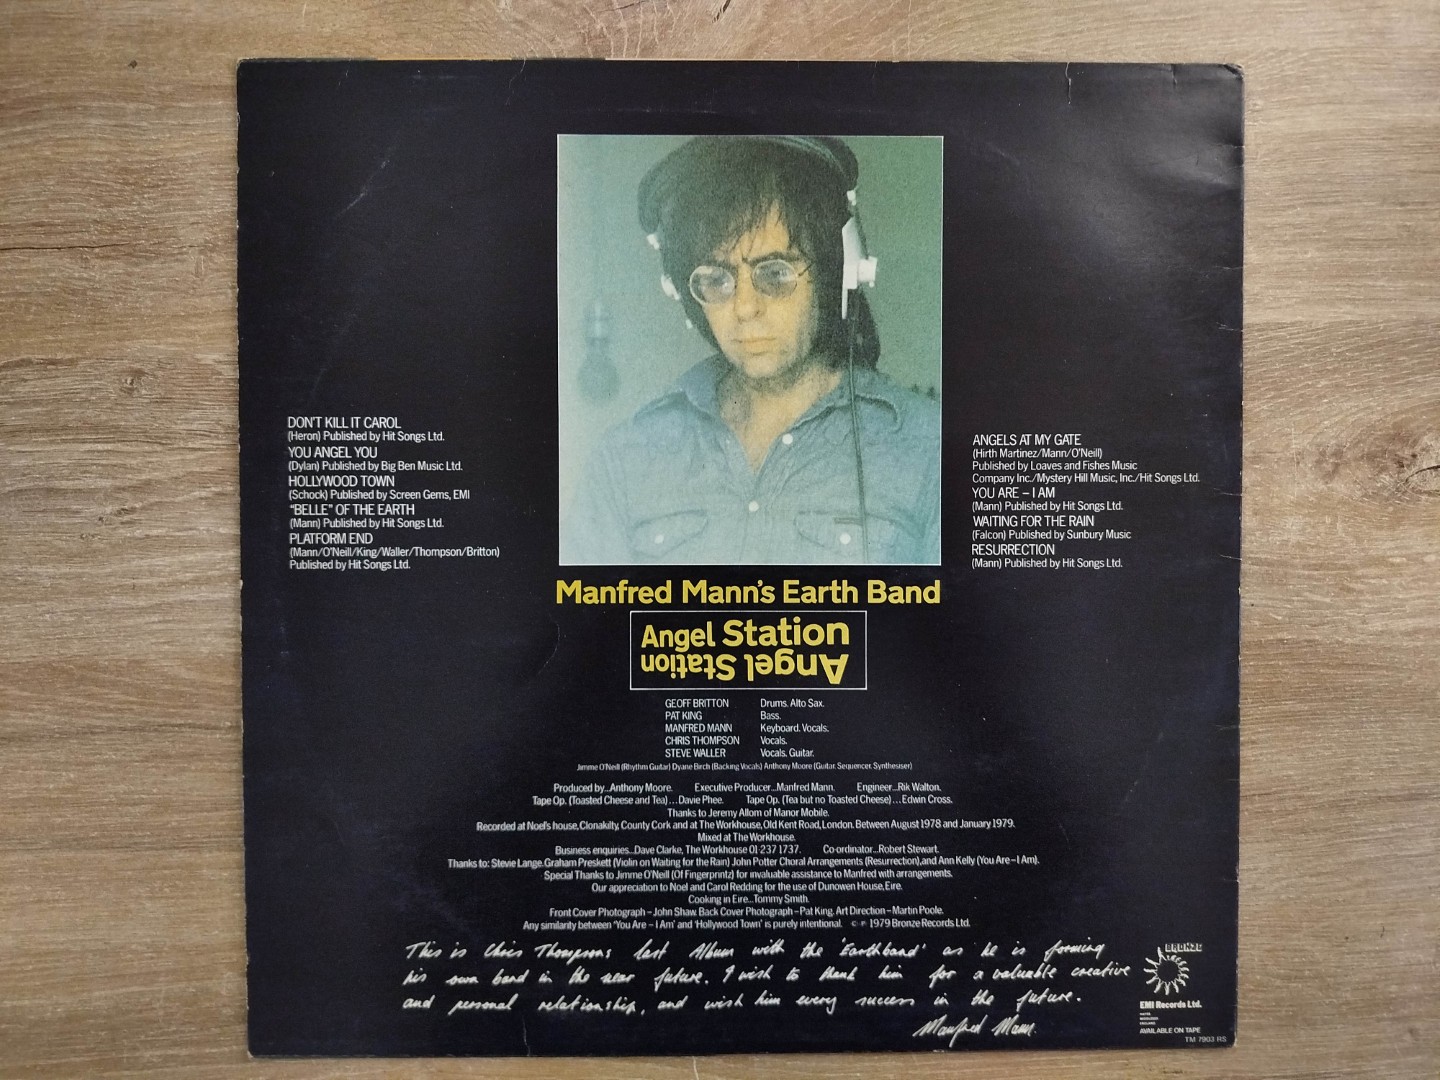 DON'T KILL IT CAROL
(Heron) Published by Hit Songs Ltd.
YOU ANGEL YOU
(Dylan) Published by Big Ben Music Ltd.
HOLLYWOOD TOWN
(Schock) Published by Screen Gems, EMI
"BELLE" OF THE EARTH
(Mann) Published by Hit Songs Ltd.
PLATFORM END
(Mann/O'Neill/King/Waller/Thompson/Britton)
Published by Hit Songs Ltd.
ANGELS AT MY GATE
(Hirth Martinez/Mann/O'Neill)
Published by Loaves and Fishes Music
Company Inc./Mystery Hill Music, Inc./Hit Songs Ltd.
YOU ARE – I AM
(Mann) Published by Hit Songs Ltd.
WAITING FOR THE RAIN
(Falcon) Published by Sunbury Music
RESURRECTION
(Mann) Published by Hit Songs Ltd.
Manfred Mann's Earth Band
Angel Station
Angel Station
GEOFF BRITTON Drums. Alto Sax.
PAT KING Bass.
MANFRED MANN Keyboard. Vocals.
CHRIS THOMPSON Vocals.
STEVE WALLER Vocals. Guitar.
Jimme O'Neill (Rhythm Guitar) Dyane Birch (Backing Vocals) Anthony Moore (Guitar. Sequencer. Synthesiser)
Produced by...Anthony Moore. Executive Producer...Manfred Mann. Engineer...Rik Walton.
Tape Op. (Toasted Cheese and Tea)...Davie Phee. Tape Op. (Tea but no Toasted Cheese)...Edwin Cross.
Thanks to Jeremy Allom of Manor Mobile.
Recorded at Noel's house, Clonakilty, County Cork and at The Workhouse, Old Kent Road, London. Between August 1978 and January 1979.
Mixed at The Workhouse.
Business enquiries...Dave Clarke, The Workhouse 01-237 1737. Co-ordinator...Robert Stewart.
Thanks to: Stevie Lange. Graham Preskett (Violin on Waiting for the Rain) John Potter Choral Arrangements (Resurrection), and Ann Kelly (You Are – I Am).
Special Thanks to Jimme O'Neill (Of Fingerprintz) for invaluable assistance to Manfred with arrangements.
Our appreciation to Noel and Carol Redding for the use of Dunowen House, Eire.
Cooking in Eire...Tommy Smith.
Front Cover Photograph – John Shaw. Back Cover Photograph – Pat King. Art Direction – Martin Poole.
Any similarity between 'You Are – I Am' and 'Hollywood Town' is purely intentional. © ℗ 1979 Bronze Records Ltd.
This is Chris Thompsons last Album with the 'Earthband' as he is forming
his own band in the near future. I wish to thank him for a valuable creative
and personal relationship, and wish him every success in the future.
Manfred Mann.
BRONZE
EMI Records Ltd.
HAYES
MIDDLESEX
ENGLAND
AVAILABLE ON TAPE
TM 7903 RS